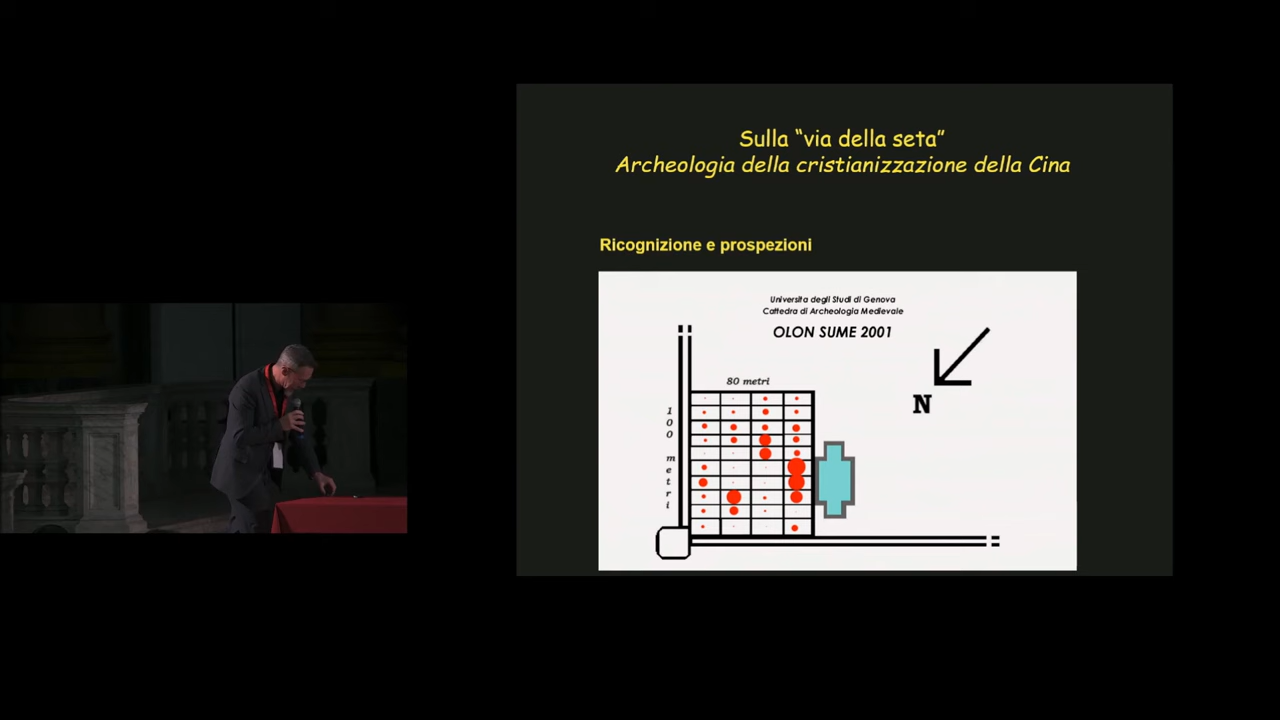 Sulla “via della seta”
Archeologia della cristianizzazione della Cina
Ricognizione e prospezioni
Universita degli Studi di Genova
Cattedra di Archeologia Medievale
OLON SUME 2001
80 metri
100 metri
N